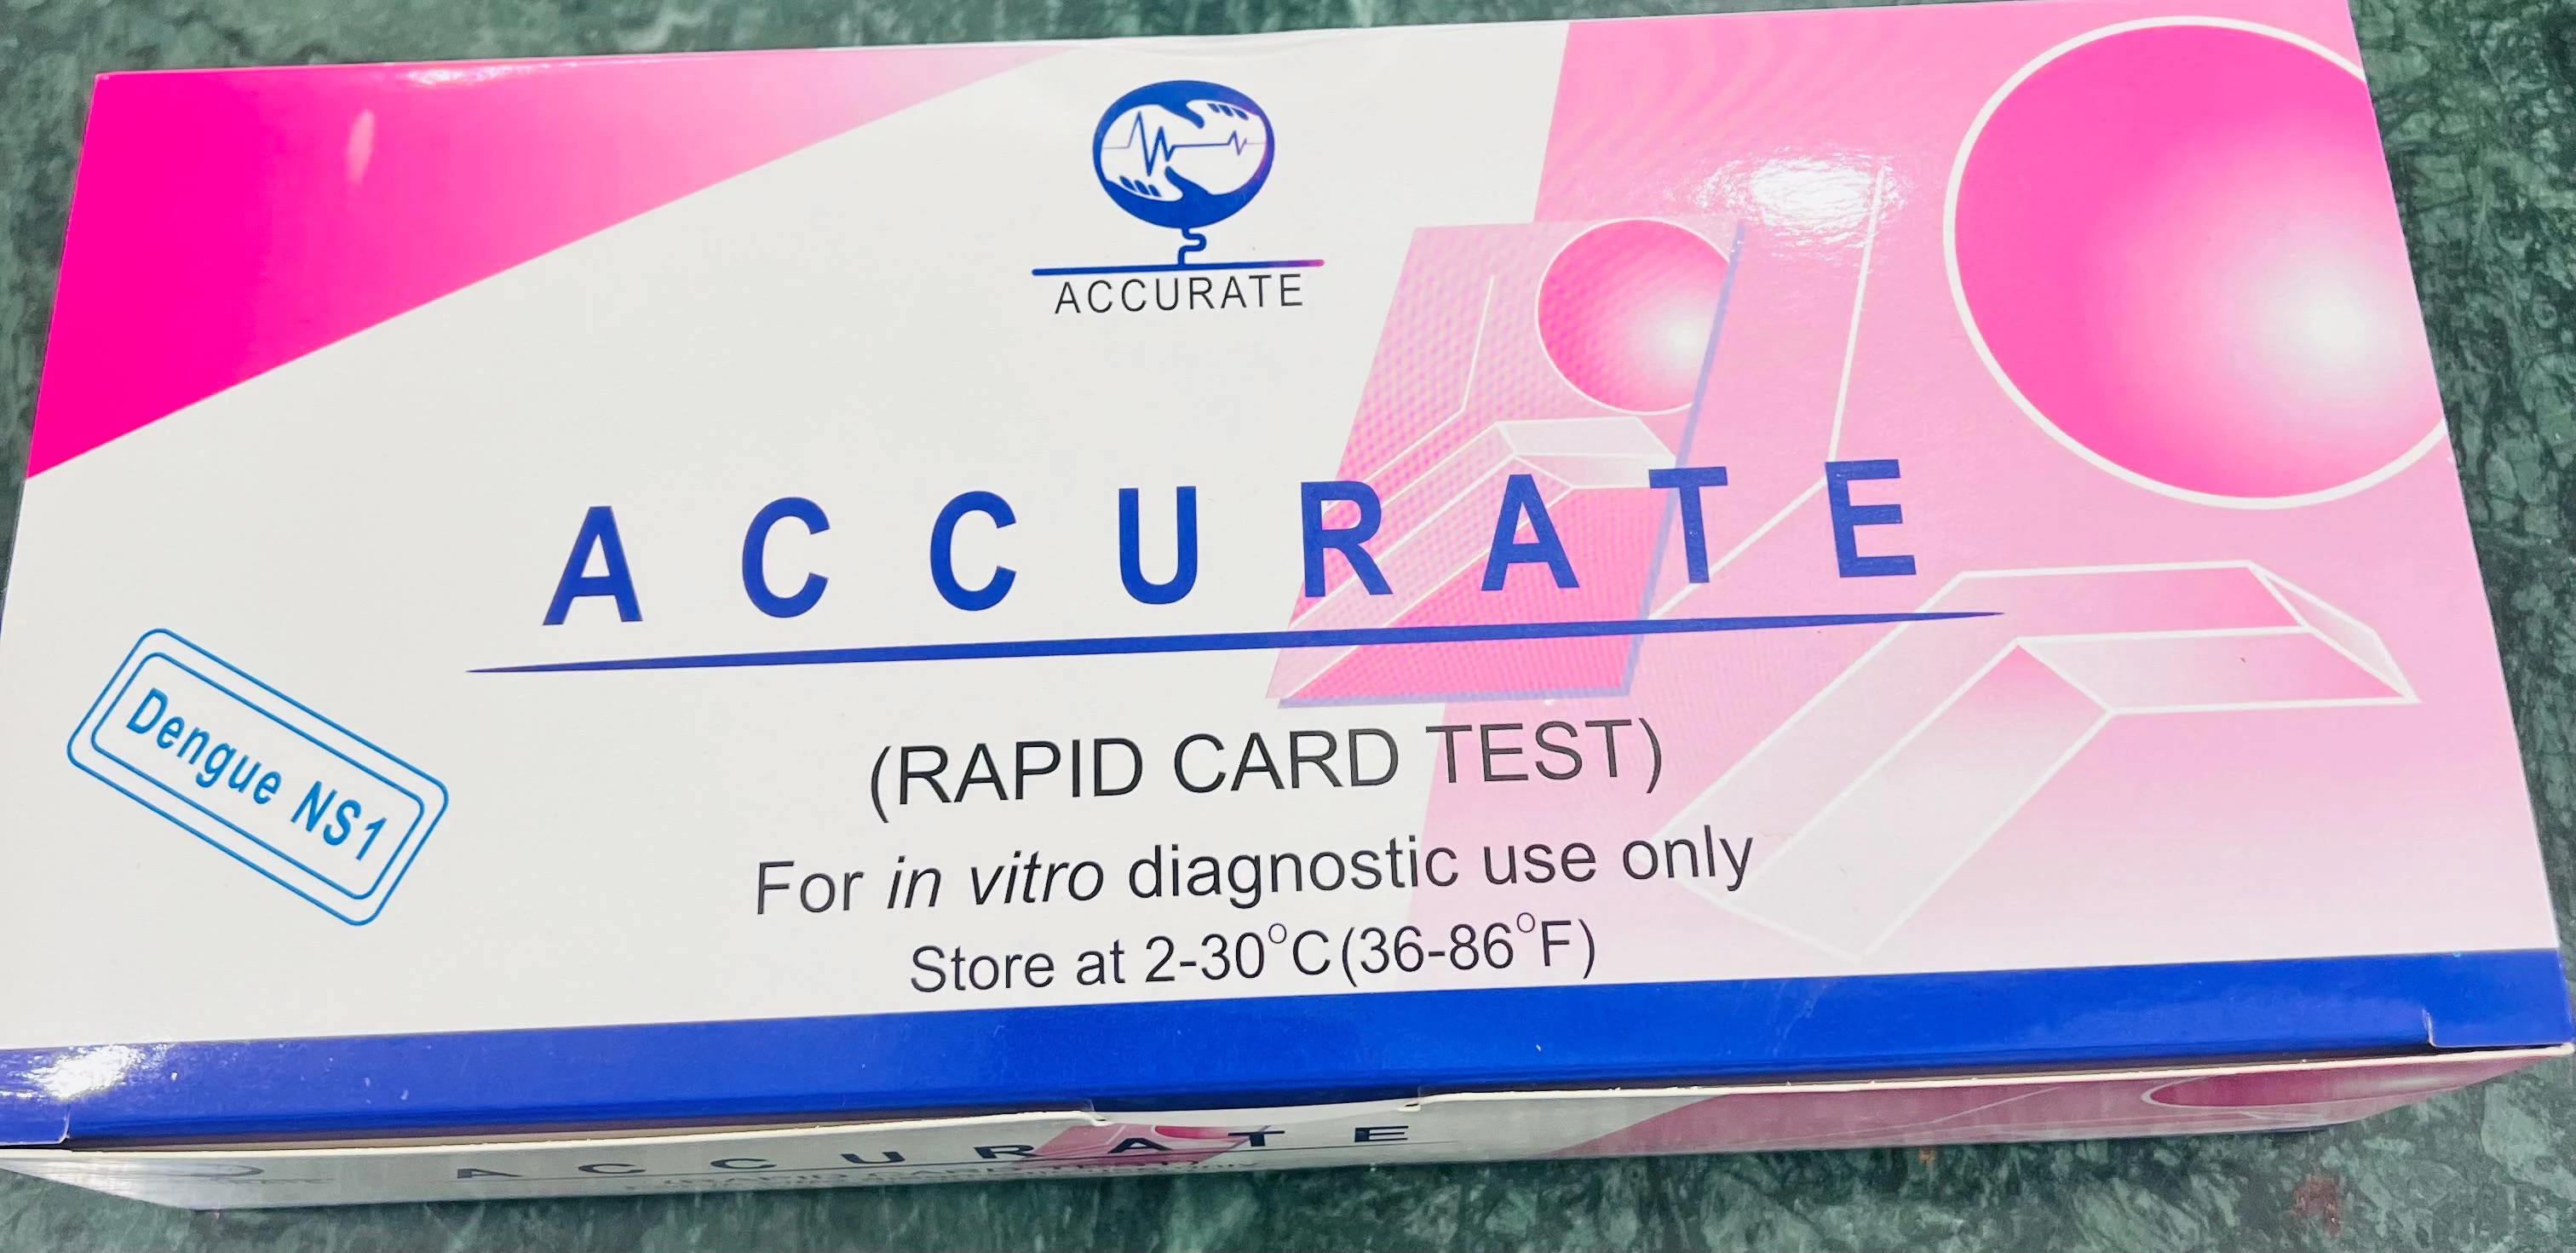 ACCURATE
ACCURATE
Dengue NS1
(RAPID CARD TEST)
For in vitro diagnostic use only
Store at 2-30°C(36-86°F)
ACCURATE